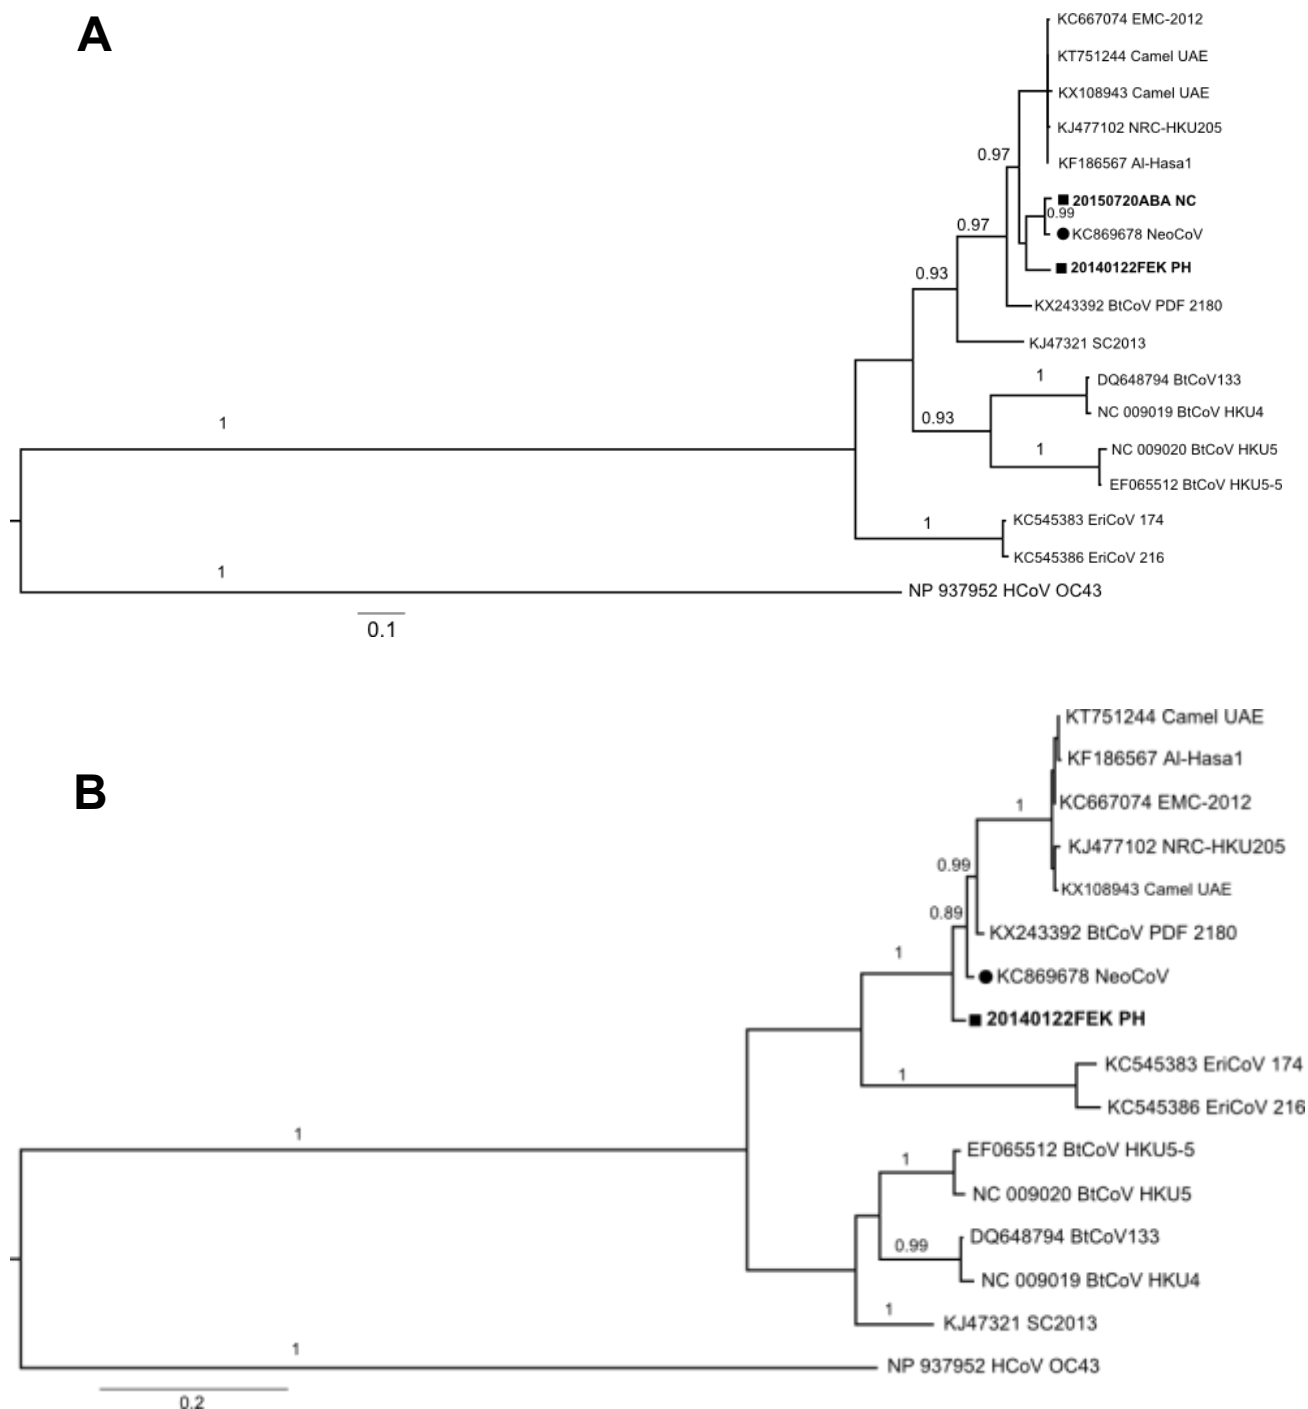 A
KC667074 EMC-2012
KT751244 Camel UAE
KX108943 Camel UAE
KJ477102 NRC-HKU205
0.97
KF186567 Al-Hasa1
20150720ABA NC
0.99
0.97
KC869678 NeoCoV
20140122FEK PH
0.93
KX243392 BtCoV PDF 2180
KJ47321 SC2013
1
DQ648794 BtCoV133
NC 009019 BtCoV HKU4
0.93
1
1
NC 009020 BtCoV HKU5
EF065512 BtCoV HKU5-5
1
KC545383 EriCoV 174
KC545386 EriCoV 216
1
NP 937952 HCoV OC43
0.1
KT751244 Camel UAE
KF186567 Al-Hasa1
B
1
KC667074 EMC-2012
KJ477102 NRC-HKU205
0.99
KX108943 Camel UAE
0.89
KX243392 BtCoV PDF 2180
1
KC869678 NeoCoV
20140122FEK PH
1
KC545383 EriCoV 174
KC545386 EriCoV 216
1
1
EF065512 BtCoV HKU5-5
NC 009020 BtCoV HKU5
0.99
DQ648794 BtCoV133
NC 009019 BtCoV HKU4
1
KJ47321 SC2013
1
NP 937952 HCoV OC43
0.2